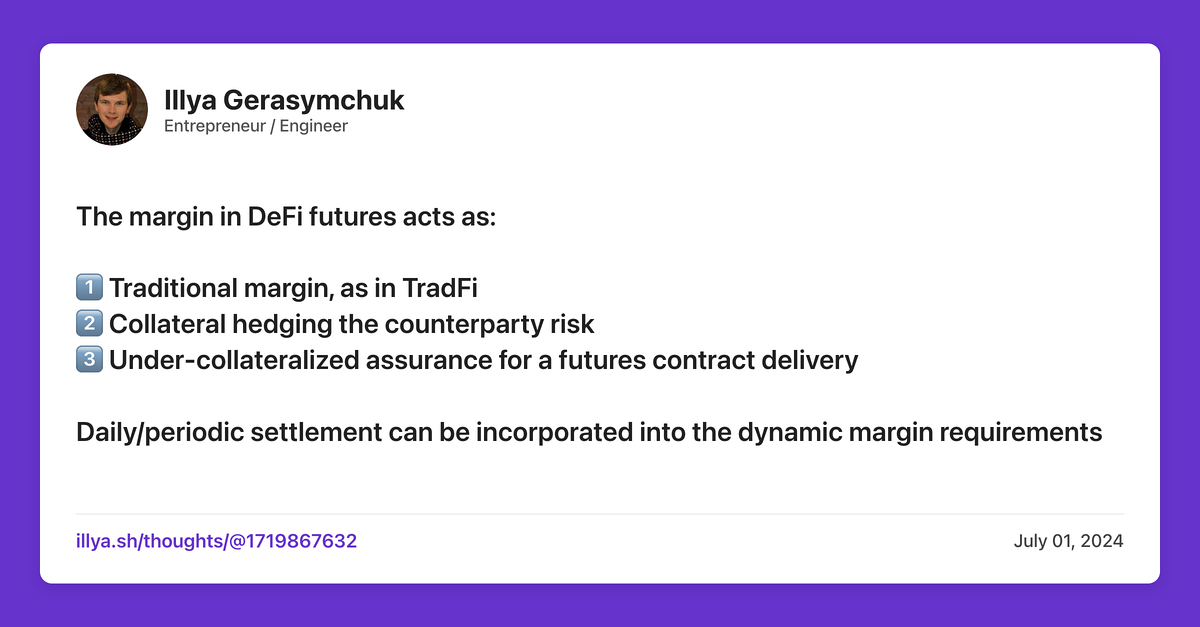 Illya Gerasymchuk
Entrepreneur / Engineer
The margin in DeFi futures acts as:
1️⃣ Traditional margin, as in TradFi
2️⃣ Collateral hedging the counterparty risk
3️⃣ Under-collateralized assurance for a futures contract delivery
Daily/periodic settlement can be incorporated into the dynamic margin requirements
illya.sh/thoughts/@1719867632
July 01, 2024